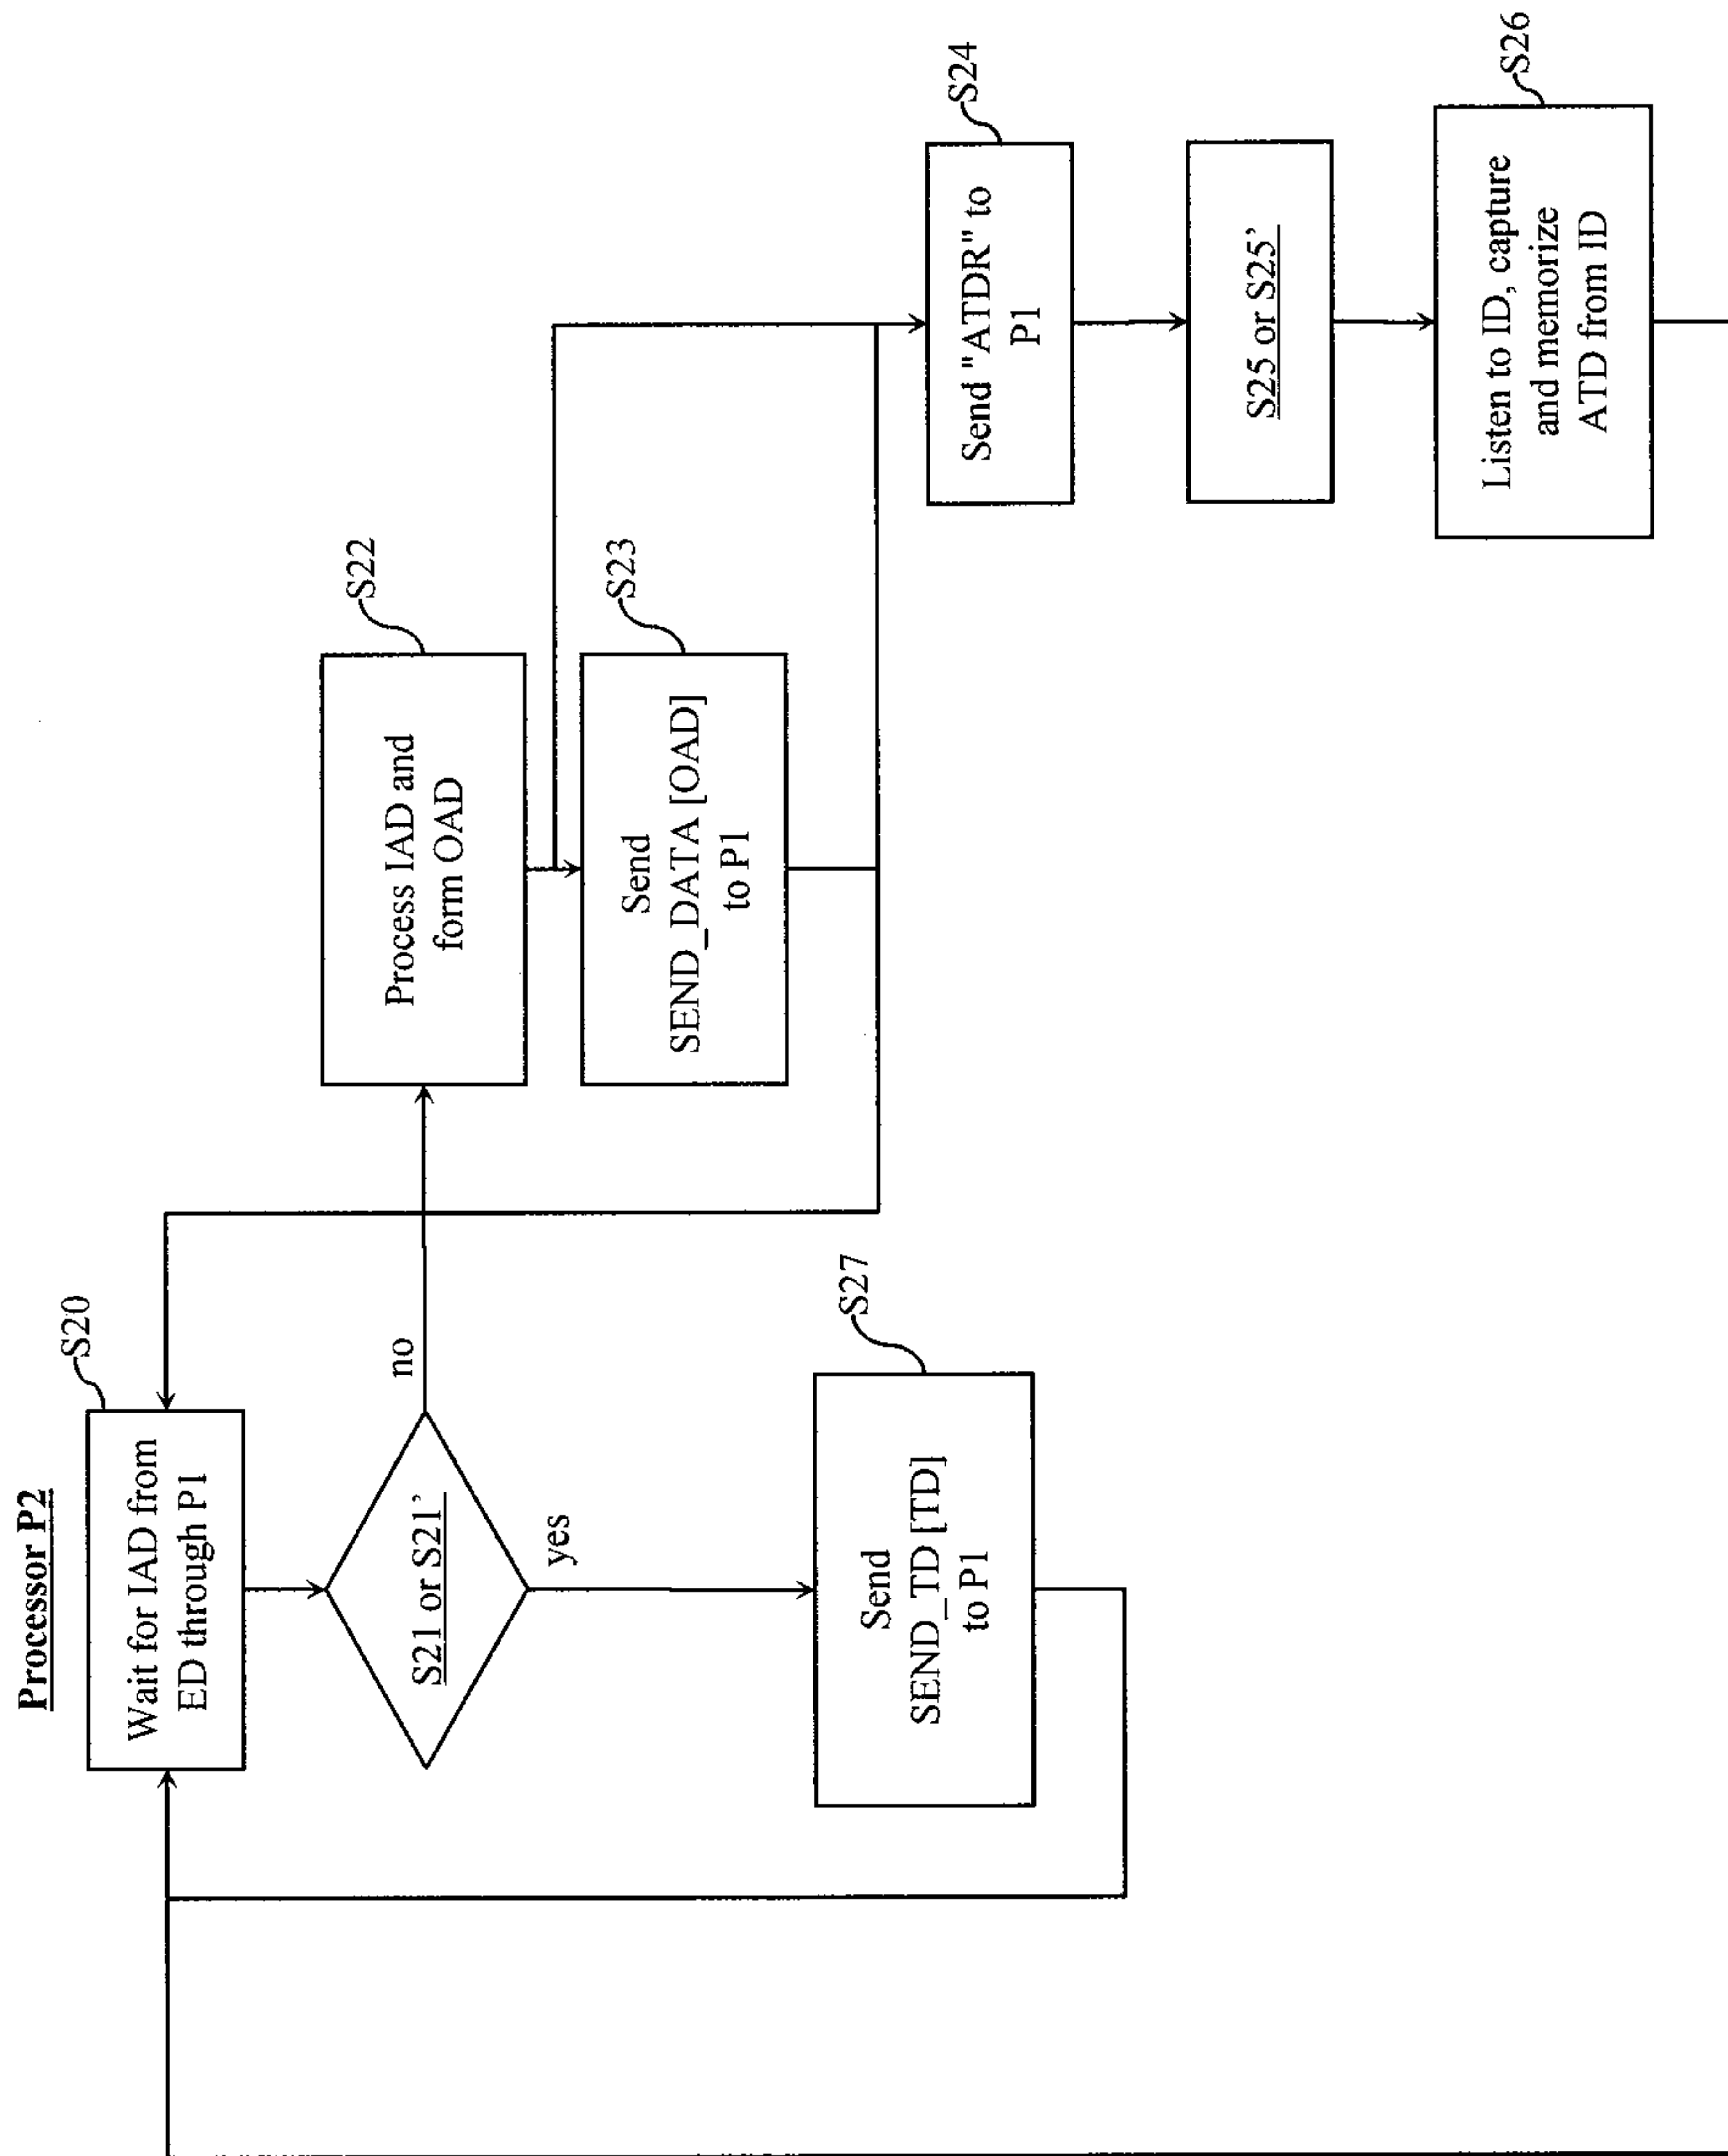 Processor P2
S20
Wait for IAD from
ED through P1
S21 or S21’
no
yes
S22
Process IAD and
form OAD
S23
Send
SEND_DATA [OAD]
to P1
S27
Send
SEND_TD [TD]
to P1
S24
Send "ATDR" to
P1
S25 or S25’
S26
Listen to ID, capture
and memorize
ATD from ID